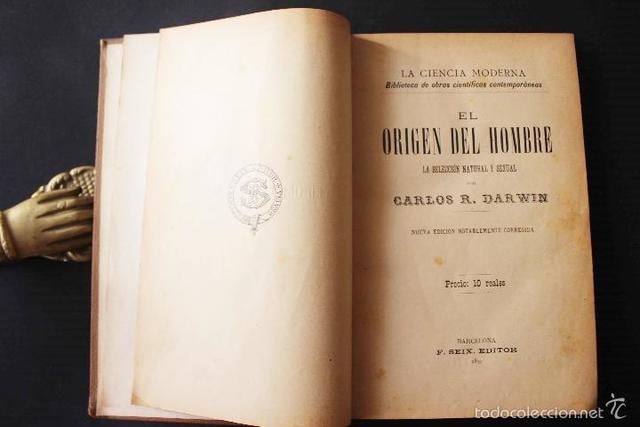 LA CIENCIA MODERNA
Biblioteca de obras científicas contemporáneas
EL
ORIGEN DEL HOMBRE
LA SELECCIÓN NATURAL Y SEXUAL
POR
CARLOS R. DARWIN
NUEVA EDICIÓN NOTABLEMENTE CORREGIDA
Precio: 10 reales
BARCELONA
F. SEIX, EDITOR
todocoleccion.net